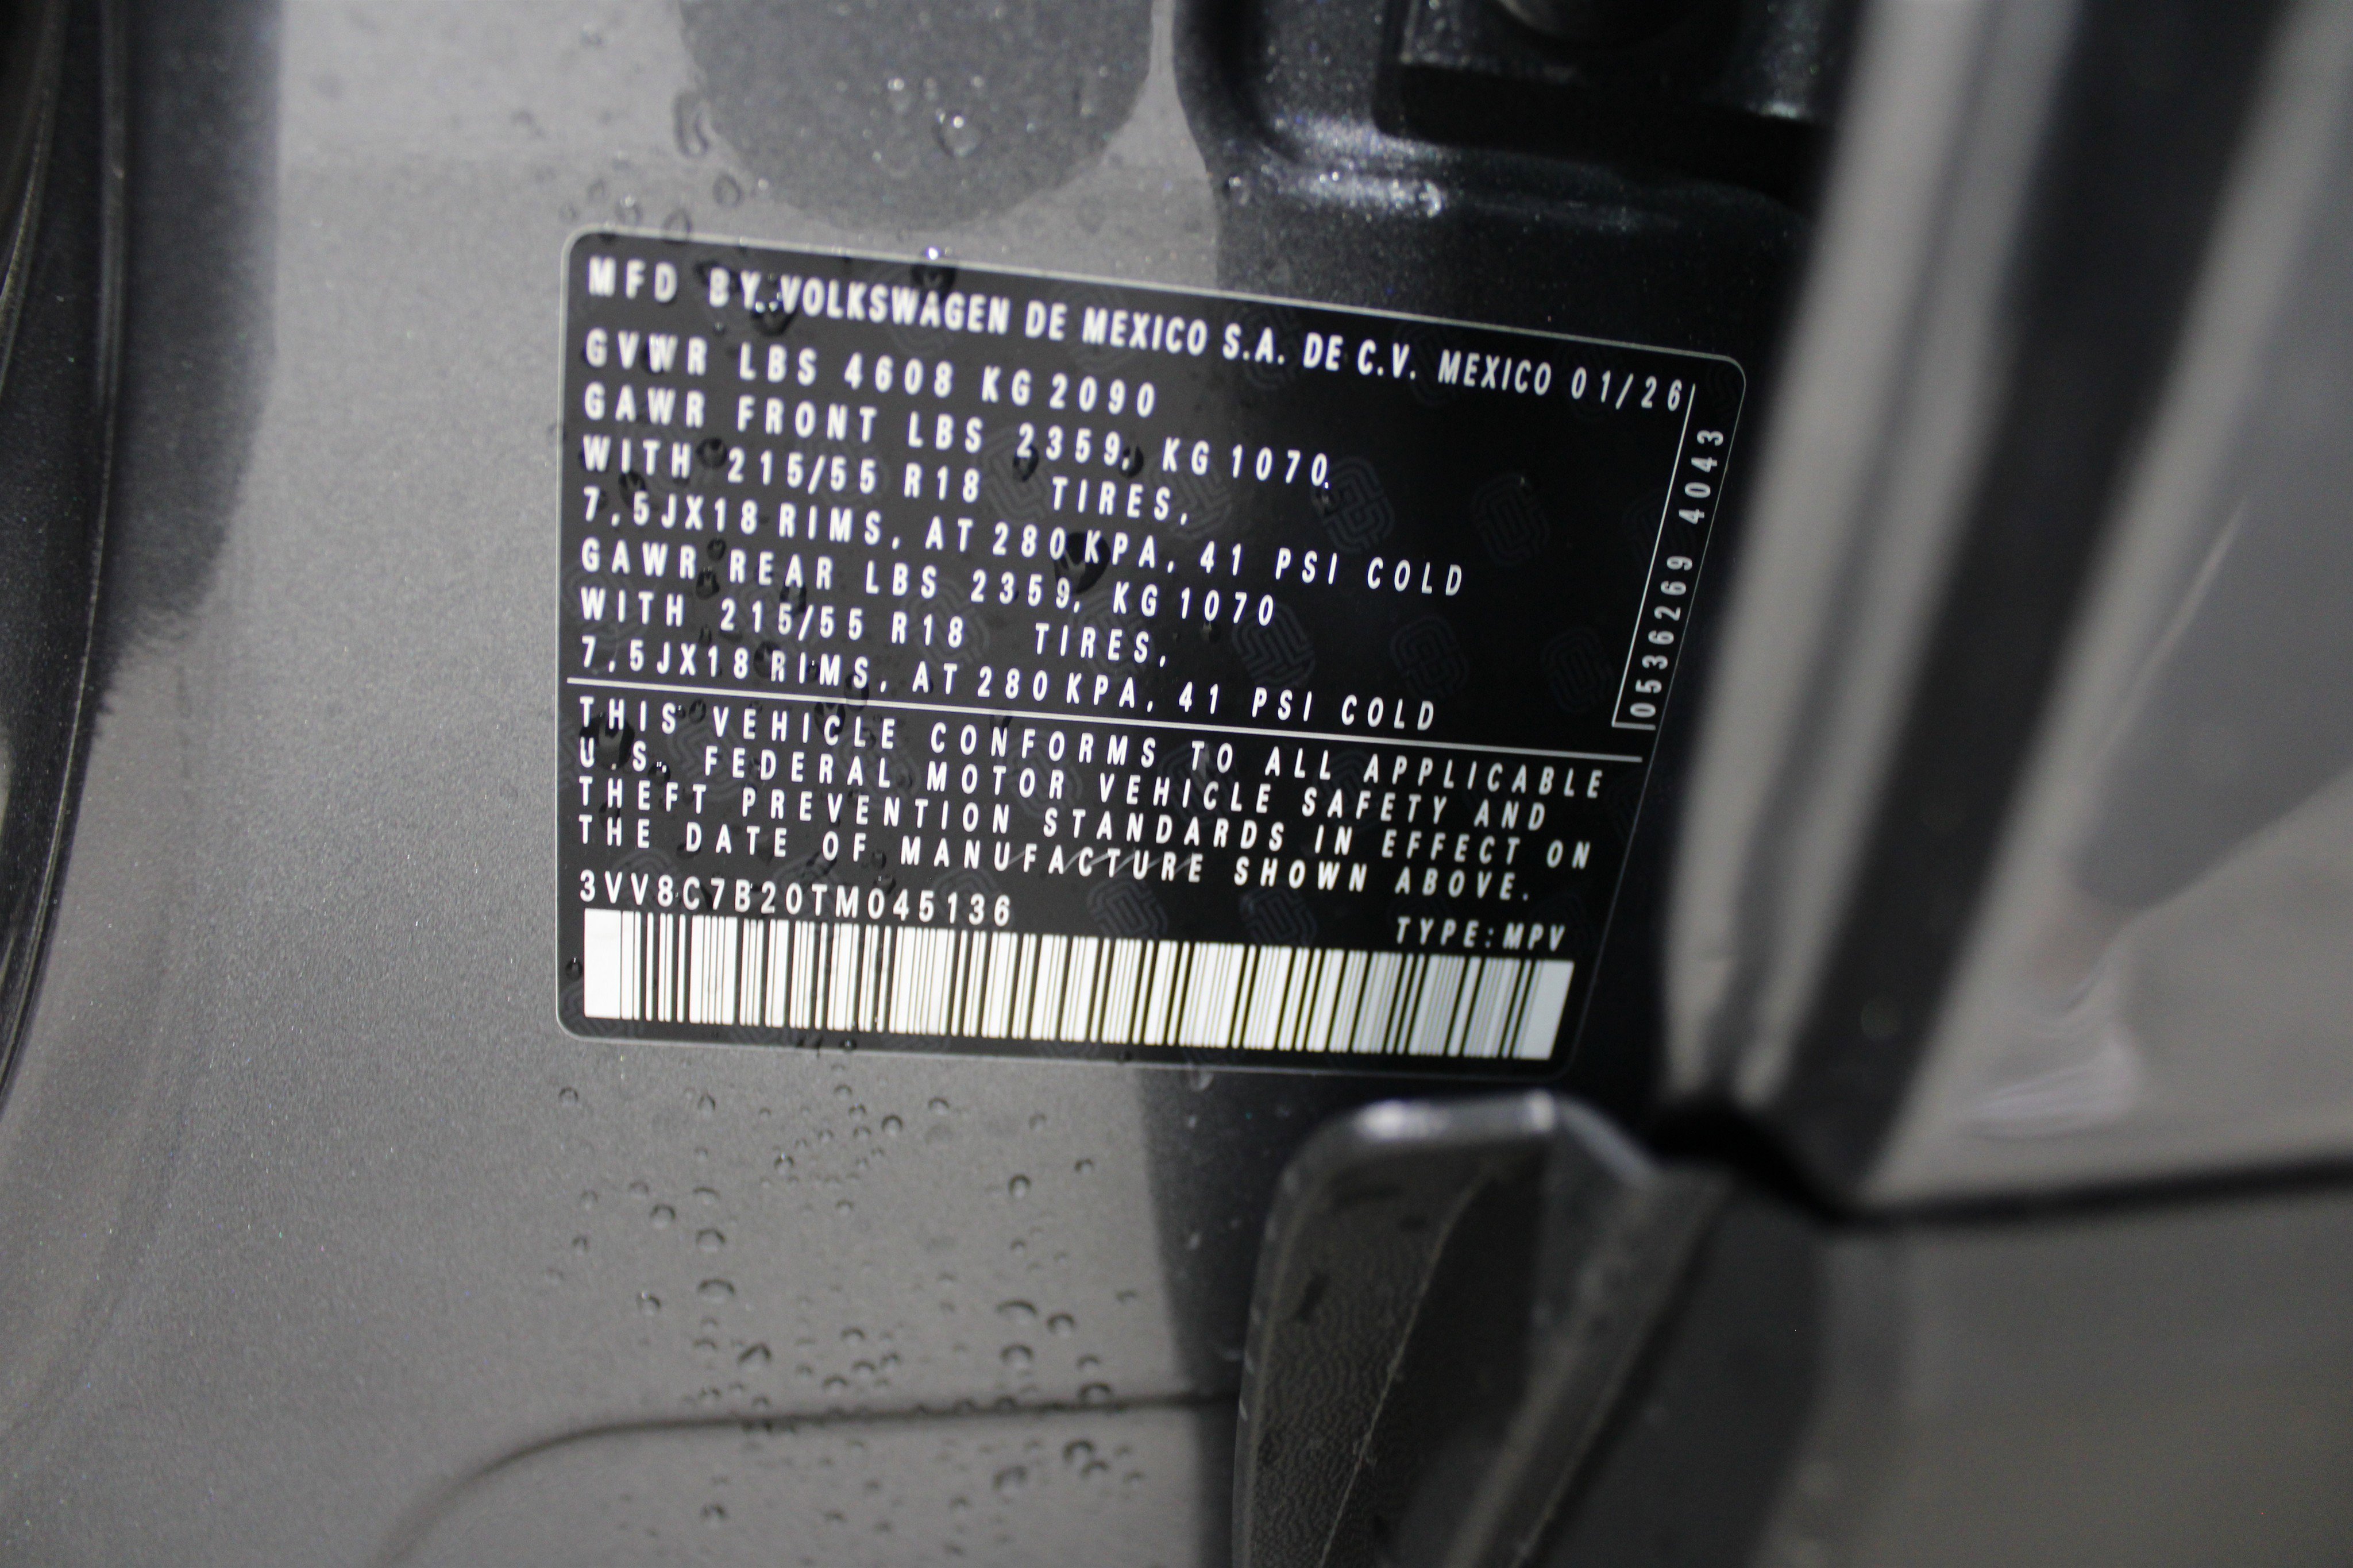 MFD BY VOLKSWAGEN DE MEXICO S.A. DE C.V. MEXICO 01/26
GVWR LBS 4608 KG 2090
GAWR FRONT LBS 2359, KG 1070
WITH 215/55 R18 TIRES,
7,5JX18 RIMS, AT 280 KPA, 41 PSI COLD
GAWR REAR LBS 2359, KG 1070
WITH 215/55 R18 TIRES,
7,5JX18 RIMS, AT 280 KPA, 41 PSI COLD
0536269 4043
THIS VEHICLE CONFORMS TO ALL APPLICABLE
U.S. FEDERAL MOTOR VEHICLE SAFETY AND
THEFT PREVENTION STANDARDS IN EFFECT ON
THE DATE OF MANUFACTURE SHOWN ABOVE.
3VV8C7B20TM045136
TYPE: MPV